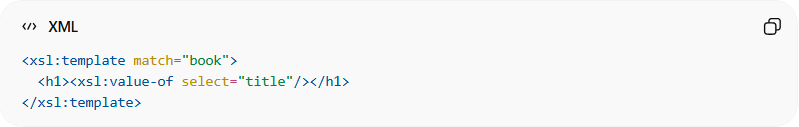 XML
<xsl:template match="book">
  <h1><xsl:value-of select="title"/></h1>
</xsl:template>